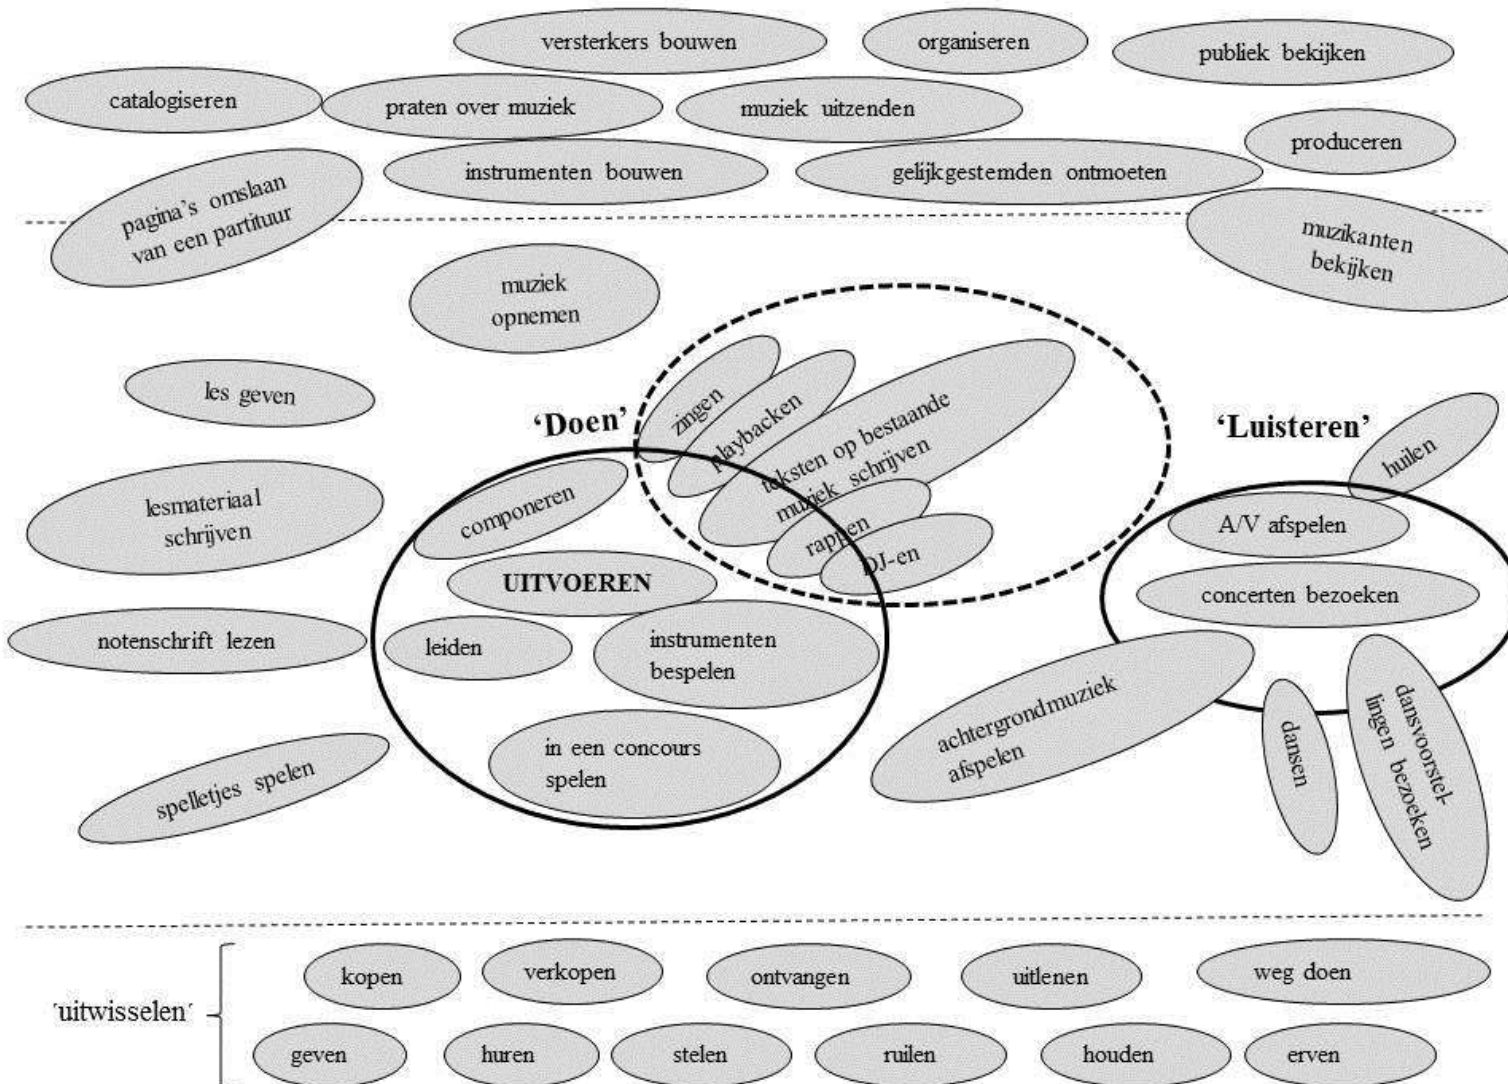 versterkers bouwen
organiseren
publiek bekijken
catalogiseren
praten over muziek
muziek uitzenden
produceren
instrumenten bouwen
gelijkgestemden ontmoeten
pagina's omslaan
van een partituur
muzikanten
bekijken
muziek
opnemen
les geven
'Doen'
zingen
playbacken
teksten op bestaande
muziek schrijven
rappen
DJ-en
'Luisteren'
huilen
lesmateriaal
schrijven
componeren
A/V afspelen
UITVOEREN
concerten bezoeken
notenschrift lezen
leiden
instrumenten
bespelen
achtergrondmuziek
afspelen
dansen
dansvoorstel-
lingen bezoeken
in een concours
spelen
spelletjes spelen
'uitwisselen'
kopen
verkopen
ontvangen
uitlenen
weg doen
geven
huren
stelen
ruilen
houden
erven